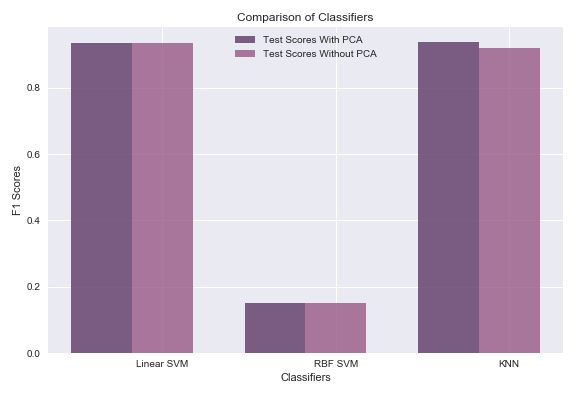 Comparison of Classifiers
Test Scores With PCA
Test Scores Without PCA
F1 Scores
0.8
0.6
0.4
0.2
0.0
Linear SVM
RBF SVM
KNN
Classifiers